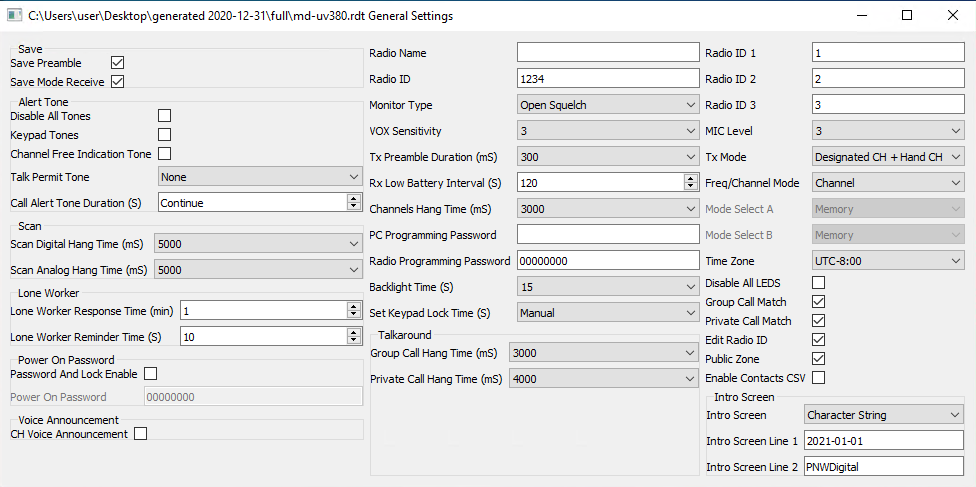 C:\Users\user\Desktop\generated 2020-12-31\full\md-uv380.rdt General Settings
Save
Save Preamble
Save Mode Receive
Alert Tone
Disable All Tones
Keypad Tones
Channel Free Indication Tone
Talk Permit Tone None
Call Alert Tone Duration (S) Continue
Scan
Scan Digital Hang Time (mS) 5000
Scan Analog Hang Time (mS) 5000
Lone Worker
Lone Worker Response Time (min) 1
Lone Worker Reminder Time (S) 10
Power On Password
Password And Lock Enable
Power On Password 00000000
Voice Announcement
CH Voice Announcement
Radio Name
Radio ID 1234
Monitor Type Open Squelch
VOX Sensitivity 3
Tx Preamble Duration (mS) 300
Rx Low Battery Interval (S) 120
Channels Hang Time (mS) 3000
PC Programming Password
Radio Programming Password 00000000
Backlight Time (S) 15
Set Keypad Lock Time (S) Manual
Talkaround
Group Call Hang Time (mS) 3000
Private Call Hang Time (mS) 4000
Radio ID 1 1
Radio ID 2 2
Radio ID 3 3
MIC Level 3
Tx Mode Designated CH + Hand CH
Freq/Channel Mode Channel
Mode Select A Memory
Mode Select B Memory
Time Zone UTC-8:00
Disable All LEDS
Group Call Match
Private Call Match
Edit Radio ID
Public Zone
Enable Contacts CSV
Intro Screen
Intro Screen Character String
Intro Screen Line 1 2021-01-01
Intro Screen Line 2 PNWDigital